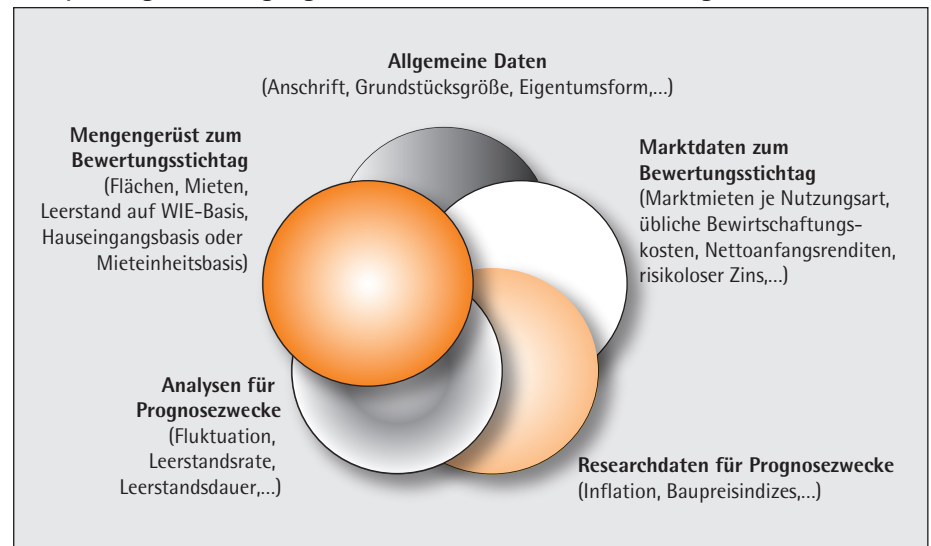 Allgemeine Daten
(Anschrift, Grundstücksgröße, Eigentumsform,...)
Mengengerüst zum
Bewertungsstichtag
(Flächen, Mieten,
Leerstand auf WIE-Basis,
Hauseingangsbasis oder
Mieteinheitsbasis)
Marktdaten zum
Bewertungsstichtag
(Marktmieten je Nutzungsart,
übliche Bewirtschaftungs-
kosten, Nettoanfangsrenditen,
risikoloser Zins,...)
Analysen für
Prognosezwecke
(Fluktuation,
Leerstandsrate,
Leerstandsdauer,...)
Researchdaten für Prognosezwecke
(Inflation, Baupreisindizes,...)